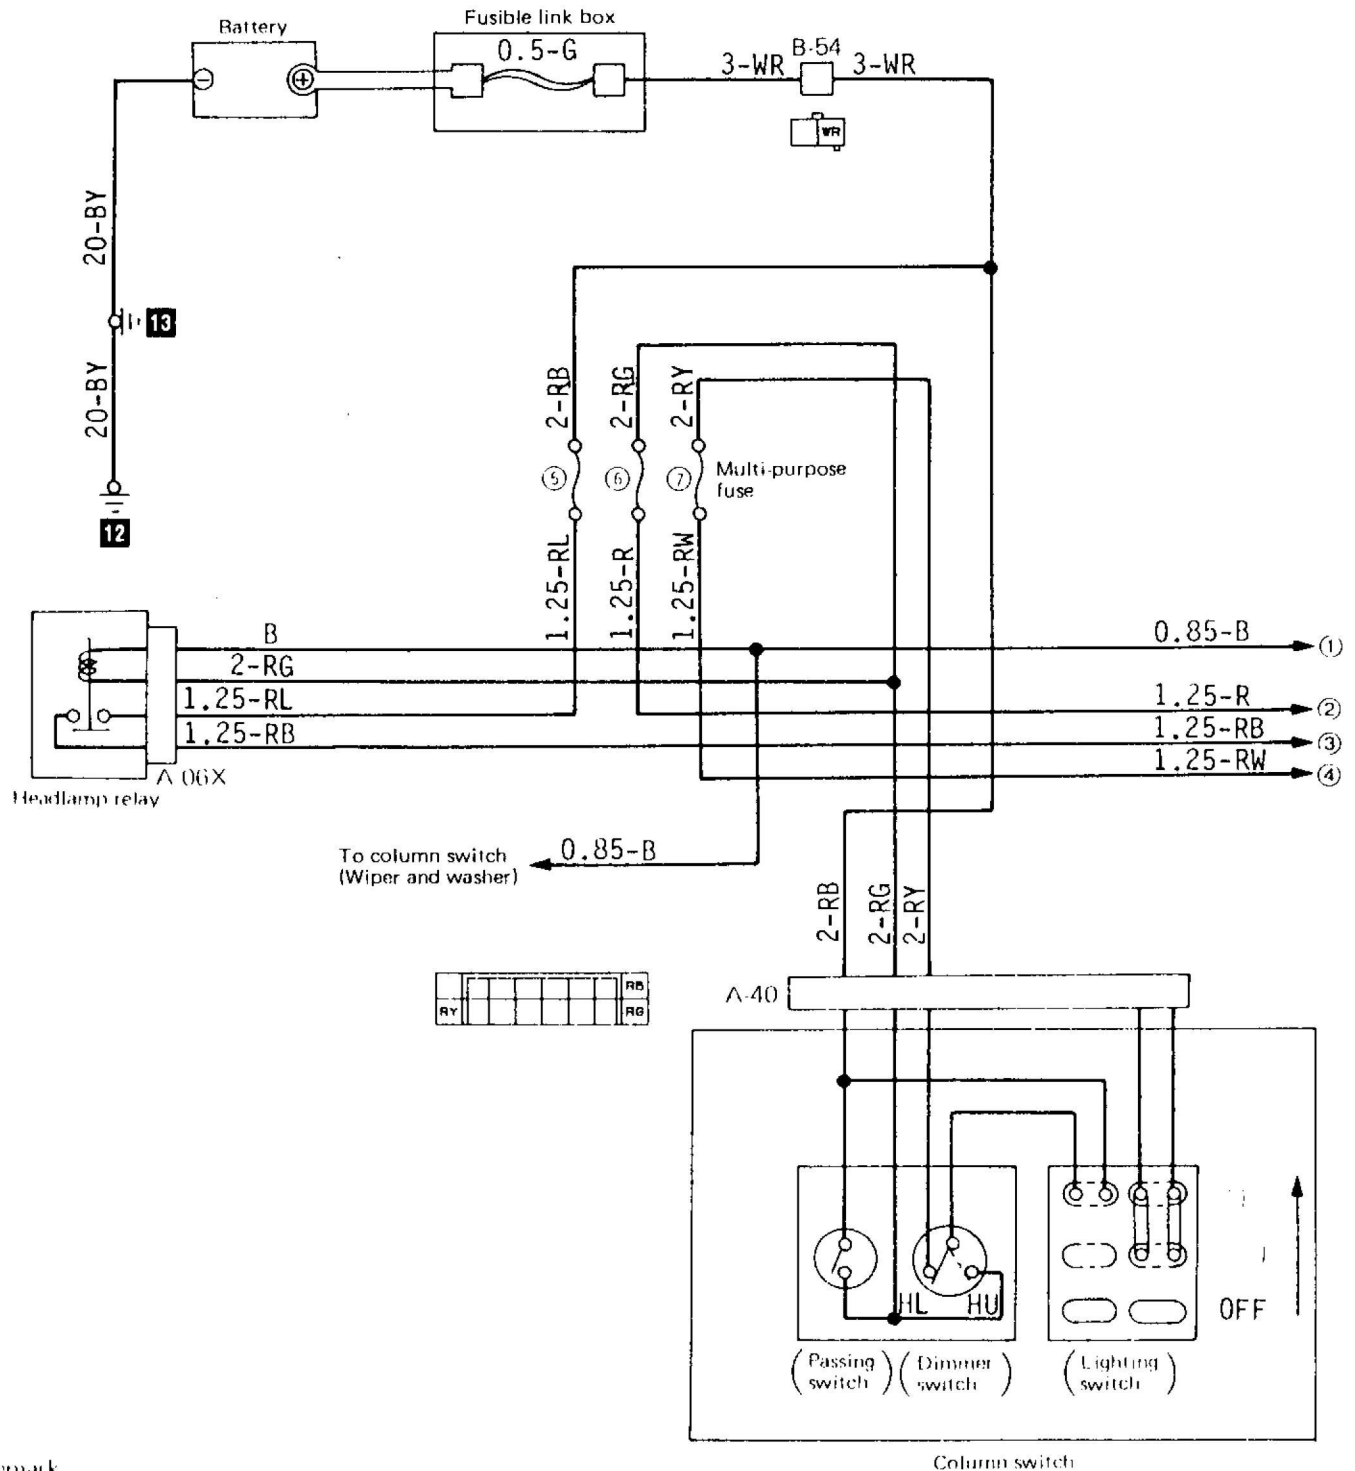 Battery
Fusible link box
0.5-G
3-WR
B-54
3-WR
WR
20-BY
13
20-BY
12
2-RB
2-RG
2-RY
5
6
7
Multi-purpose
fuse
1.25-RL
1.25-R
1.25-RW
B
2-RG
1.25-RL
1.25-RB
A-06X
Headlamp relay
0.85-B
1
1.25-R
2
1.25-RB
3
1.25-RW
4
To column switch
(Wiper and washer)
0.85-B
2-RB
2-RG
2-RY
RB
RY
RG
A-40
HL
HU
OFF
(Passing
switch)
(Dimmer
switch)
(Lighting
switch)
Column switch